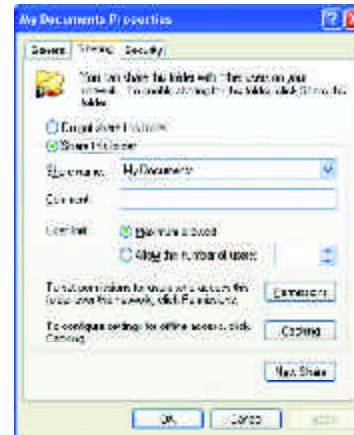 My Documents Properties
General Sharing Security
You can share this folder with other users on your
network. To enable sharing for this folder, click Share this
folder.
Do not share this folder
Share this folder
Share name: My Documents
Comment:
User limit: Maximum allowed
Allow this number of users:
To set permissions for users who access this
folder over the network, click Permissions.
Permissions
To configure settings for offline access, click
Caching.
Caching
New Share
OK Cancel Apply